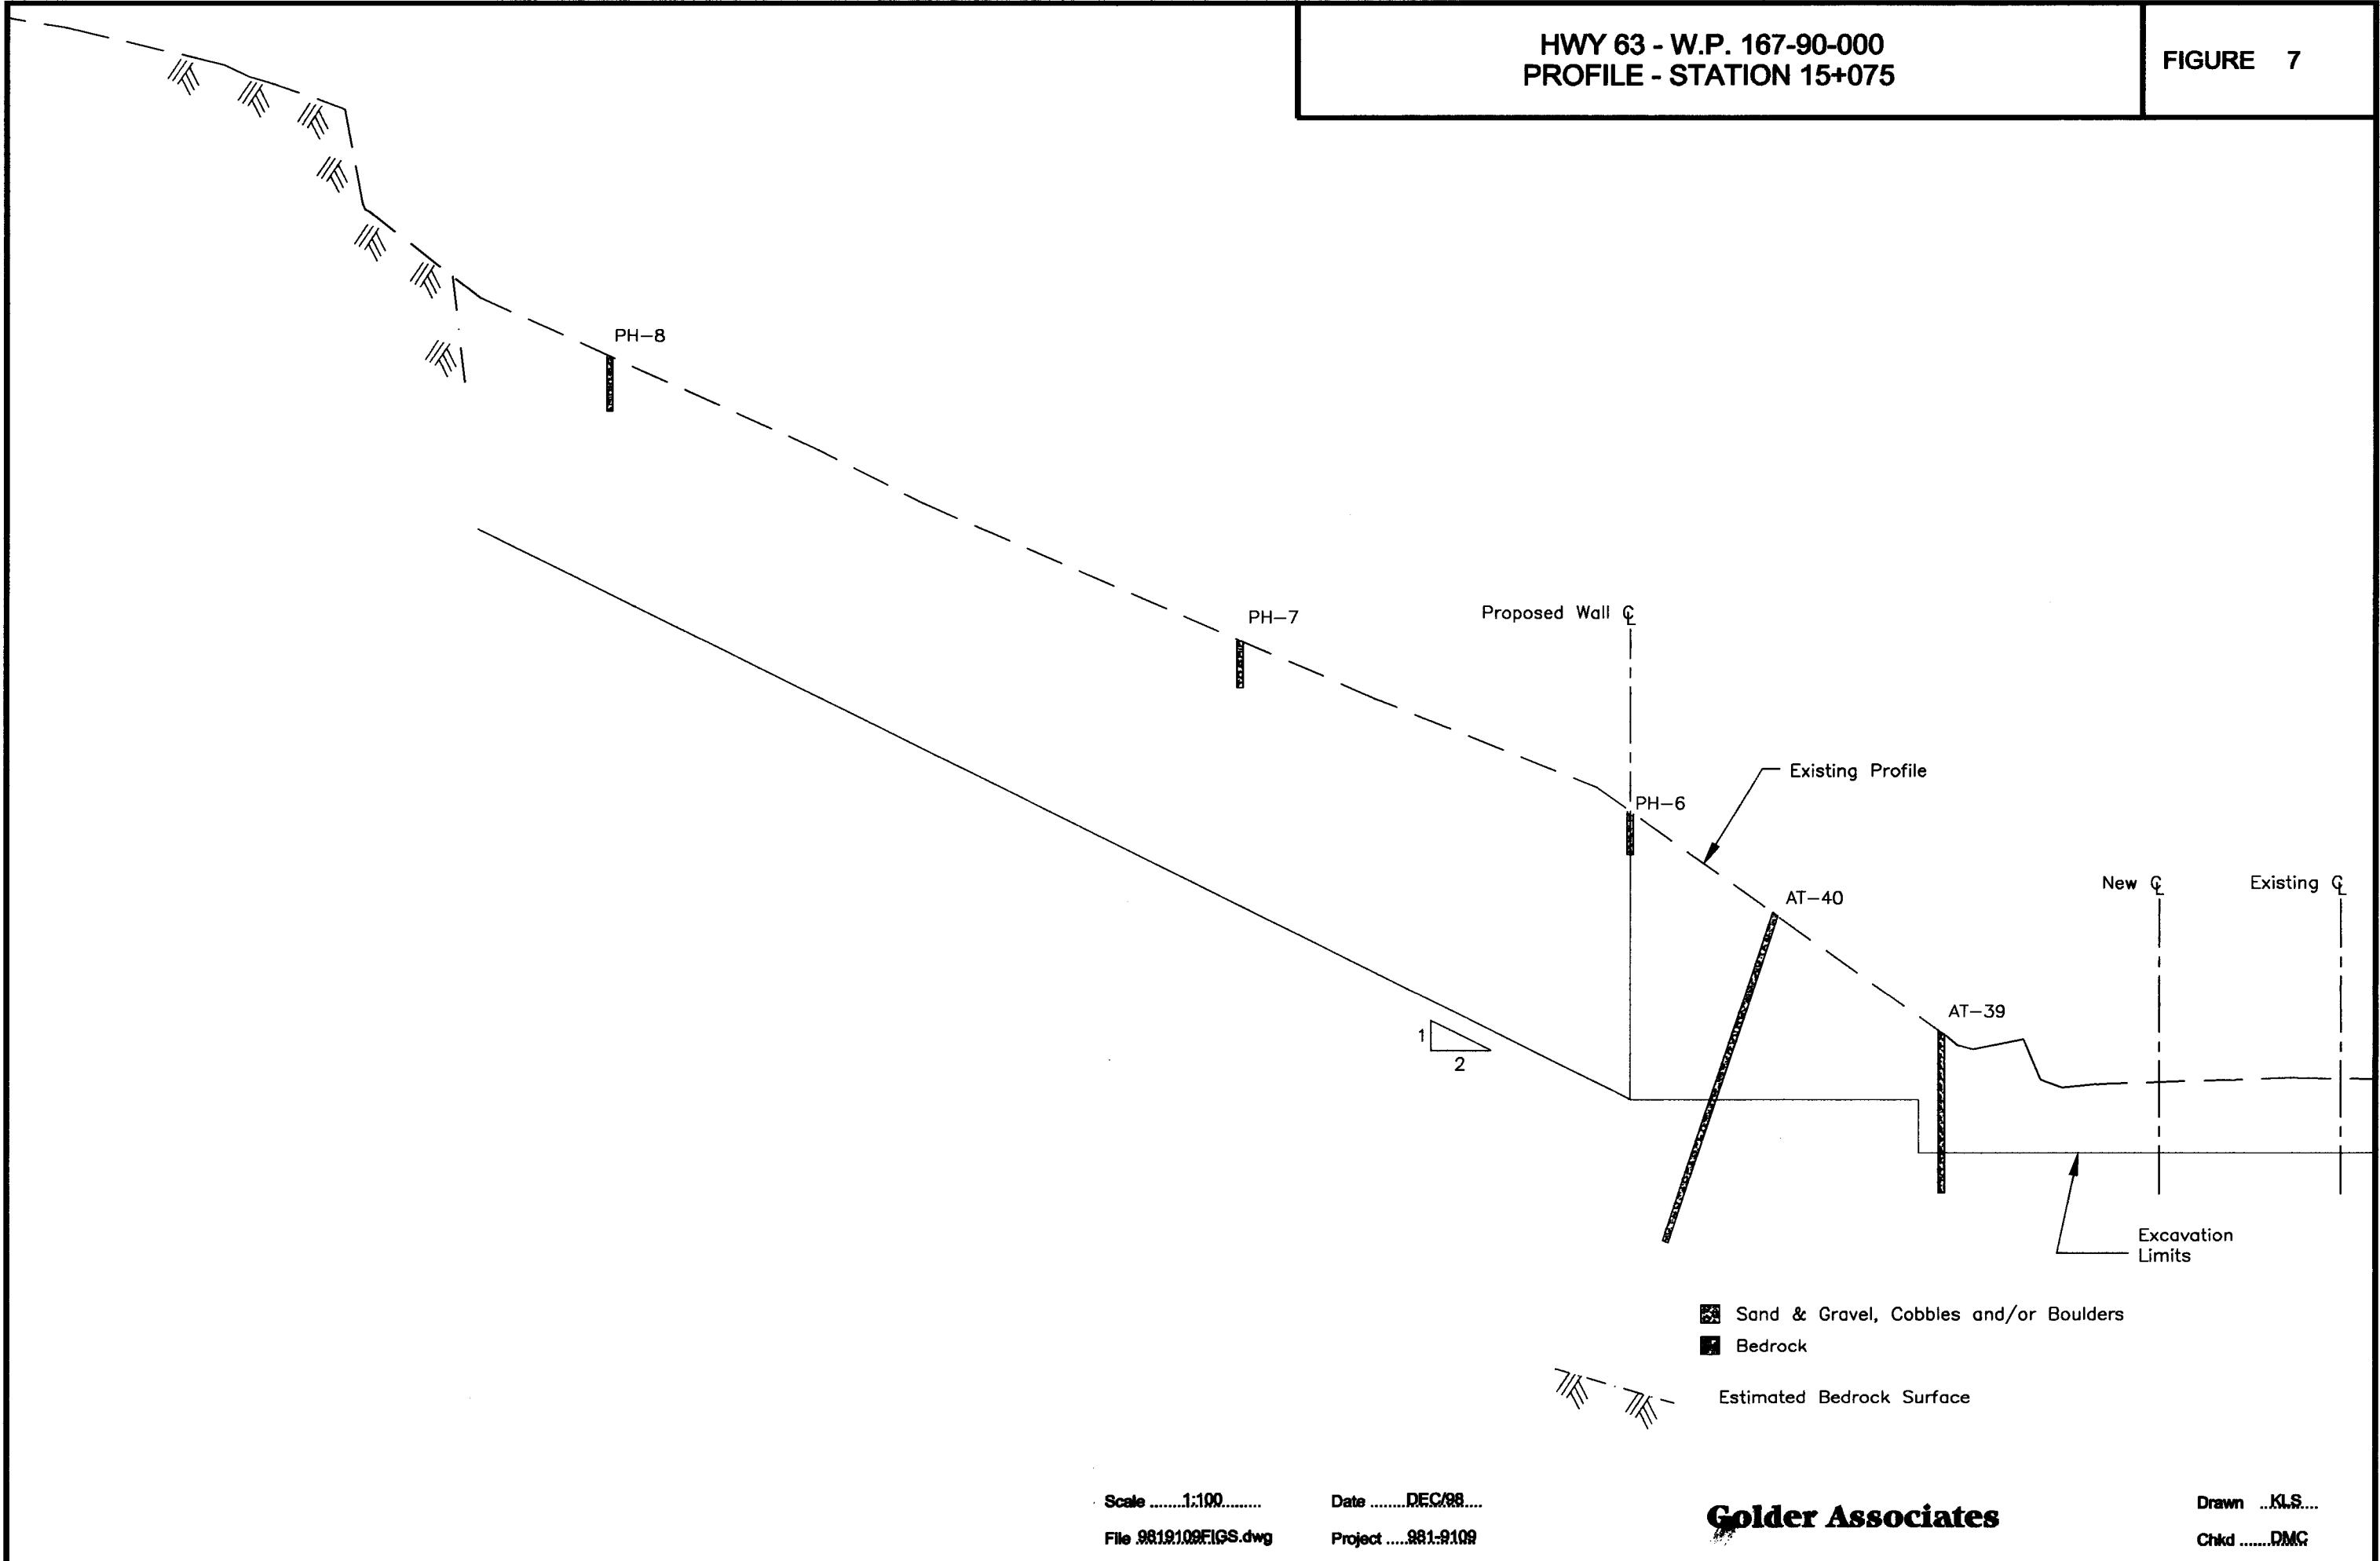 HWY 63 - W.P. 167-90-000
PROFILE - STATION 15+075
FIGURE 7
PH-8
PH-7
Proposed Wall ℄
Existing Profile
PH-6
AT-40
New ℄
Existing ℄
AT-39
1
2
Excavation
Limits
Sand & Gravel, Cobbles and/or Boulders
Bedrock
Estimated Bedrock Surface
Scale .......1:100.........
Date ........DEC/98....
Golder Associates
Drawn ..KLS....
File .9819109FIGS.dwg
Project .....981-9109
Chkd .......DMC